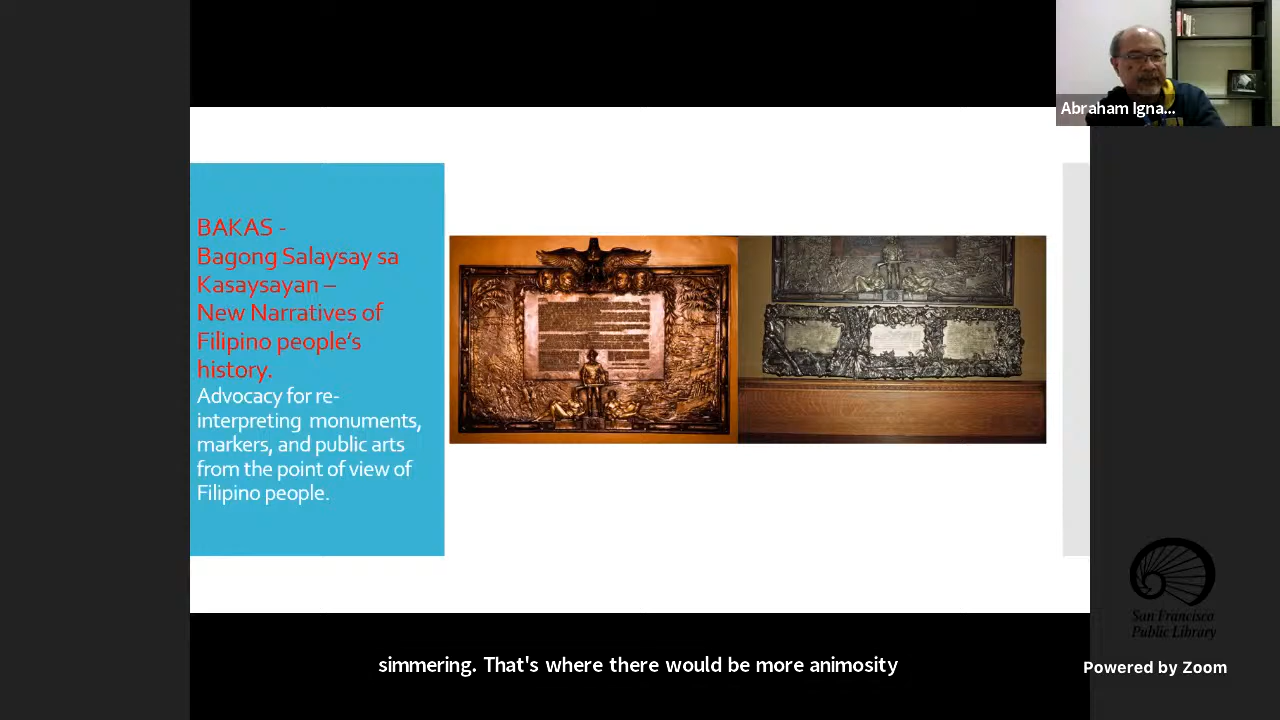 Abraham Igna...
BAKAS -
Bagong Salaysay sa
Kasaysayan –
New Narratives of
Filipino people's
history.
Advocacy for re-
interpreting monuments,
markers, and public arts
from the point of view of
Filipino people.
San Francisco
Public Library
simmering. That's where there would be more animosity
Powered by Zoom